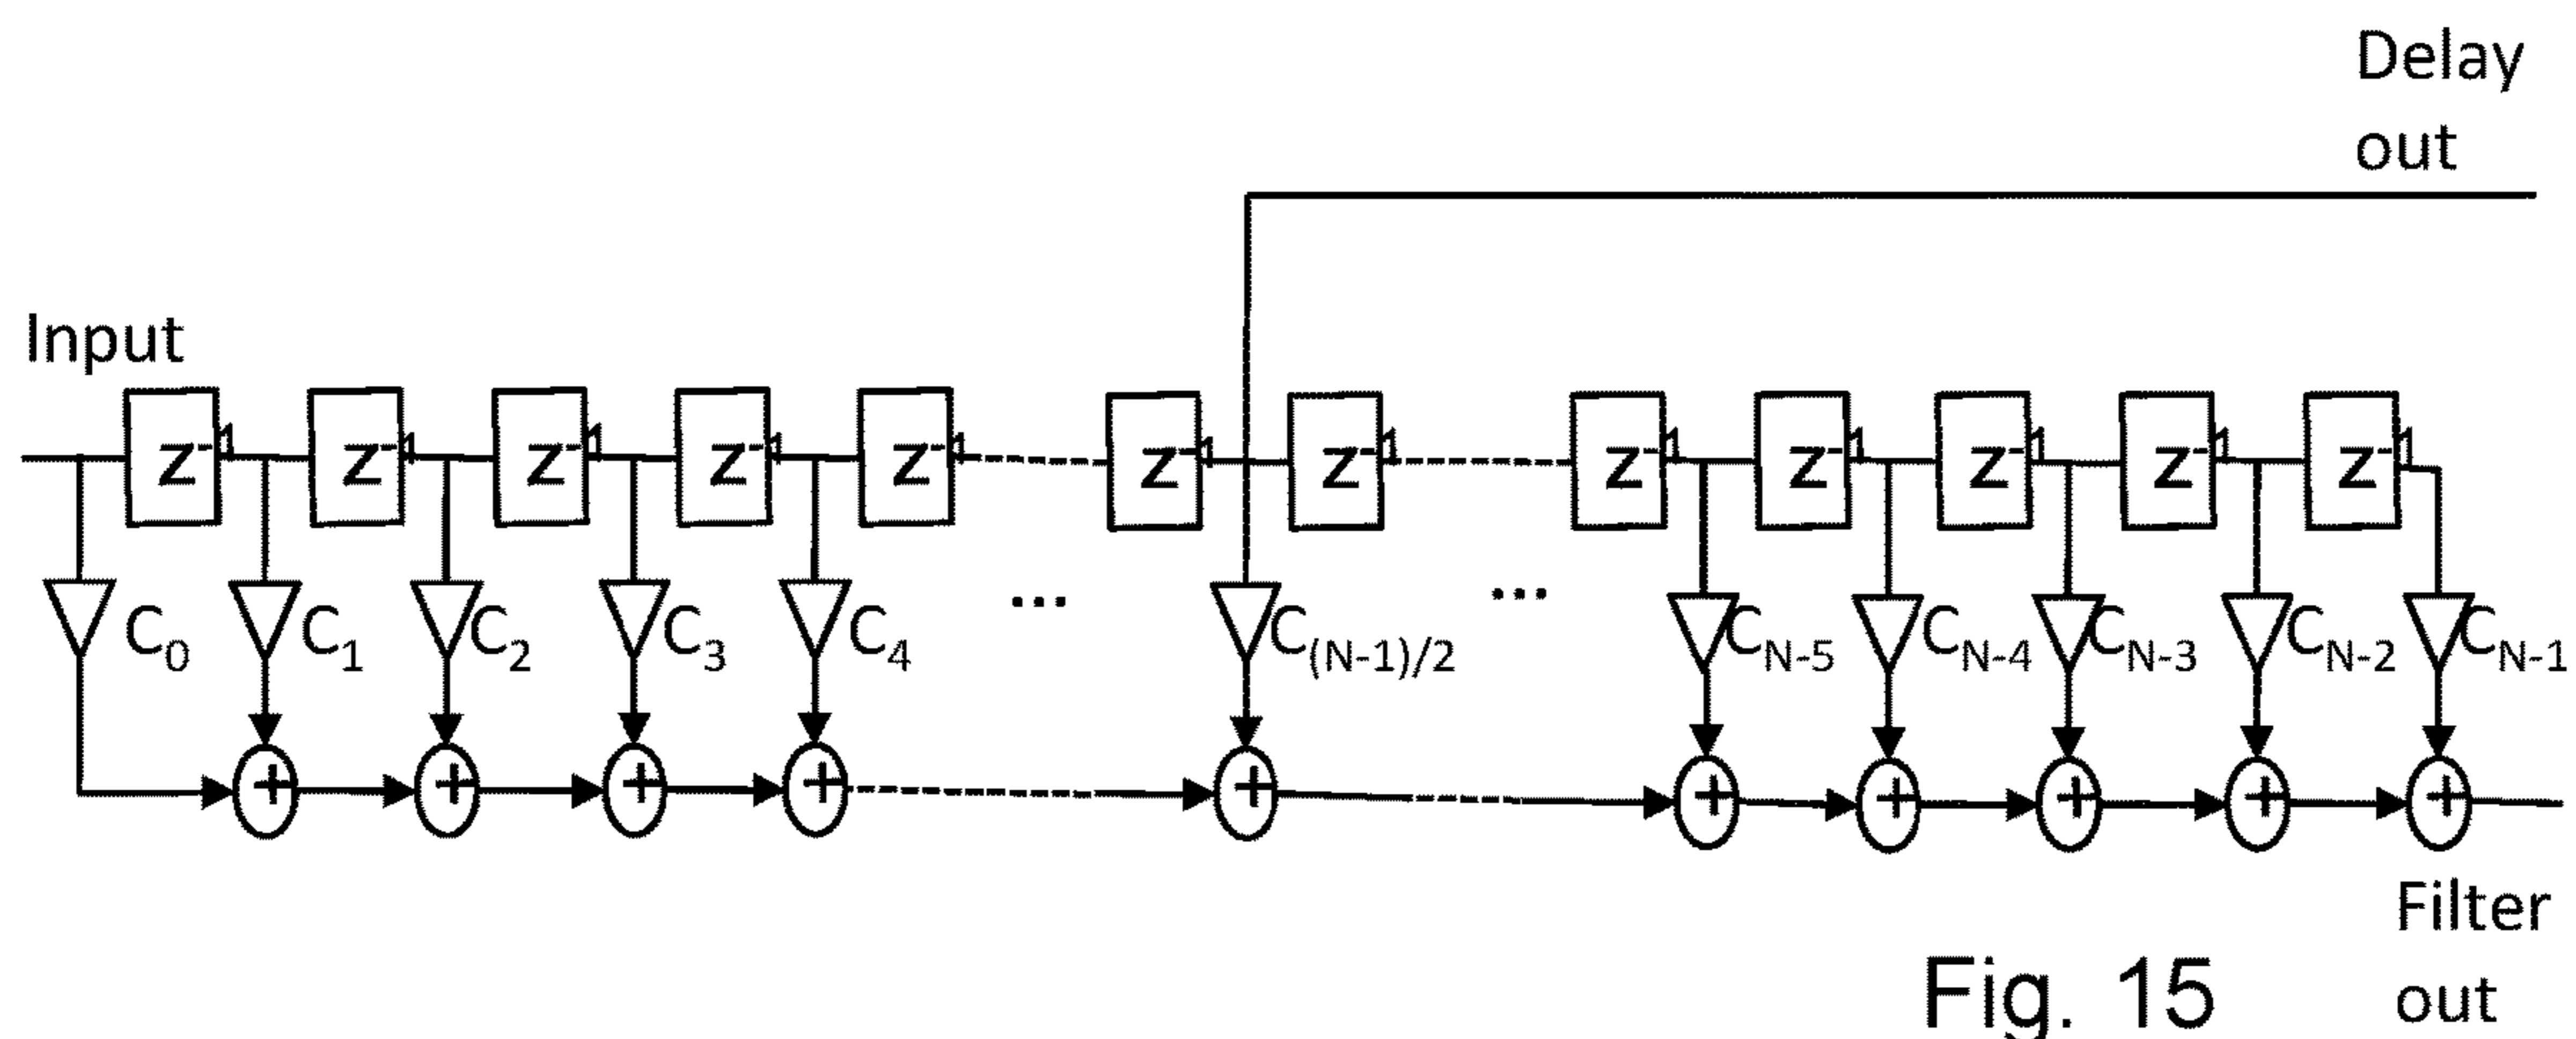 Delay
out
Input
z-1 z-1 z-1 z-1 z-1 z-1 z-1 z-1 z-1 z-1 z-1 z-1
C0 C1 C2 C3 C4 ... C(N-1)/2 ... CN-5 CN-4 CN-3 CN-2 CN-1
+ + + + + + + + + +
Filter
out
Fig. 15